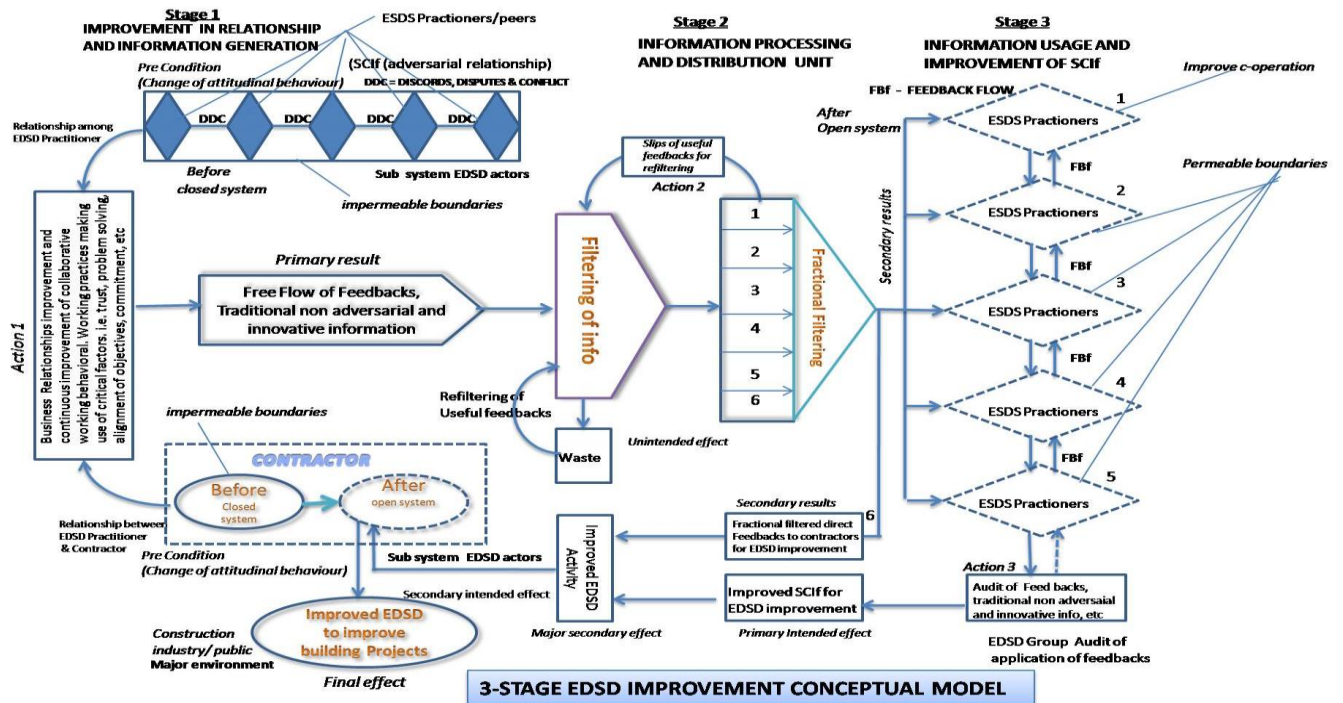 Stage 1
IMPROVEMENT IN RELATIONSHIP
AND INFORMATION GENERATION
ESDS Practioners/peers
Pre Condition
(Change of attitudinal behaviour)
(SCIf (adversarial relationship)
DDC = DISCORDS, DISPUTES & CONFLICT
DDC
DDC
DDC
DDC
Relationship among
EDSD Practitioner
Before
closed system
Sub system EDSD actors
impermeable boundaries
Action 1
Business Relationships improvement and
continuous improvement of collaborative
working behavioral. Working practices making
use of critical factors. i.e. trust, problem solving,
alignment of objectives, commitment, etc
Primary result
Free Flow of Feedbacks,
Traditional non adversarial and
innovative information
impermeable boundaries
CONTRACTOR
Before
Closed
system
After
open system
Relationship between
EDSD Practitioner
& Contractor
Pre Condition
(Change of attitudinal behaviour)
Sub system EDSD actors
Secondary intended effect
Improved EDSD
to improve
building Projects
Construction
industry/ public
Major environment
Final effect
Stage 2
INFORMATION PROCESSING
AND DISTRIBUTION UNIT
Slips of useful
feedbacks for
refiltering
Action 2
Filtering of info
1
2
3
4
5
6
Fractional Filtering
Refiltering of
Useful feedbacks
Waste
Unintended effect
Secondary results
6
Fractional filtered direct
Feedbacks to contractors
for EDSD improvement
Improved EDSD
Activity
Major secondary effect
Improved SCIf for
EDSD improvement
Primary Intended effect
Stage 3
INFORMATION USAGE AND
IMPROVEMENT OF SCIf
FBf - FEEDBACK FLOW
Improve c-operation
After
Open system
Secondary results
1
ESDS Practioners
FBf
Permeable boundaries
2
ESDS Practioners
FBf
3
ESDS Practioners
FBf
4
ESDS Practioners
FBf
5
ESDS Practioners
Action 3
Audit of Feed backs,
traditional non adversaial
and innovative info, etc
EDSD Group Audit of
application of feedbacks
3-STAGE EDSD IMPROVEMENT CONCEPTUAL MODEL